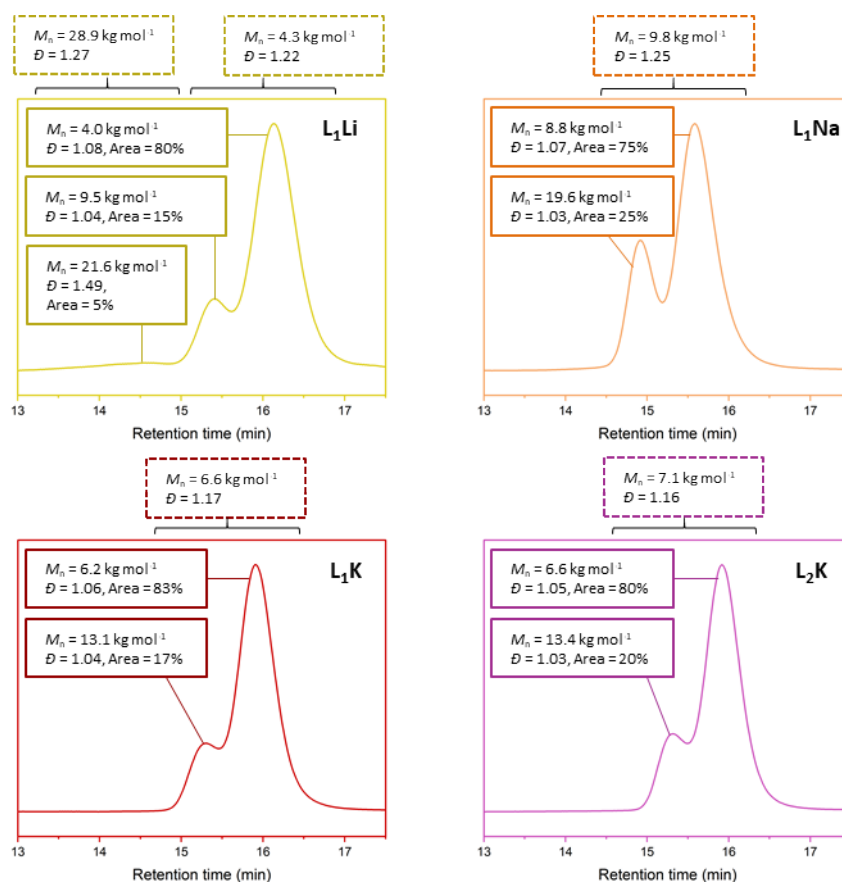 Mn = 28.9 kg mol-1
Đ = 1.27
Mn = 4.3 kg mol-1
Đ = 1.22
L1Li
Mn = 4.0 kg mol-1
Đ = 1.08, Area = 80%
Mn = 9.5 kg mol-1
Đ = 1.04, Area = 15%
Mn = 21.6 kg mol-1
Đ = 1.49,
Area = 5%
13 14 15 16 17
Retention time (min)
Mn = 9.8 kg mol-1
Đ = 1.25
L1Na
Mn = 8.8 kg mol-1
Đ = 1.07, Area = 75%
Mn = 19.6 kg mol-1
Đ = 1.03, Area = 25%
13 14 15 16 17
Retention time (min)
Mn = 6.6 kg mol-1
Đ = 1.17
L1K
Mn = 6.2 kg mol-1
Đ = 1.06, Area = 83%
Mn = 13.1 kg mol-1
Đ = 1.04, Area = 17%
13 14 15 16 17
Retention time (min)
Mn = 7.1 kg mol-1
Đ = 1.16
L2K
Mn = 6.6 kg mol-1
Đ = 1.05, Area = 80%
Mn = 13.4 kg mol-1
Đ = 1.03, Area = 20%
13 14 15 16 17
Retention time (min)